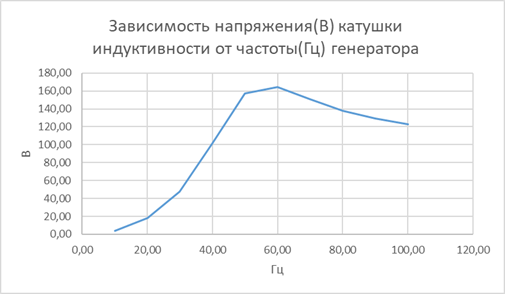 Зависимость напряжения(В) катушки
индуктивности от частоты(Гц) генератора
180,00
160,00
140,00
120,00
100,00
80,00
60,00
40,00
20,00
0,00
В
0,00 20,00 40,00 60,00 80,00 100,00 120,00
Гц